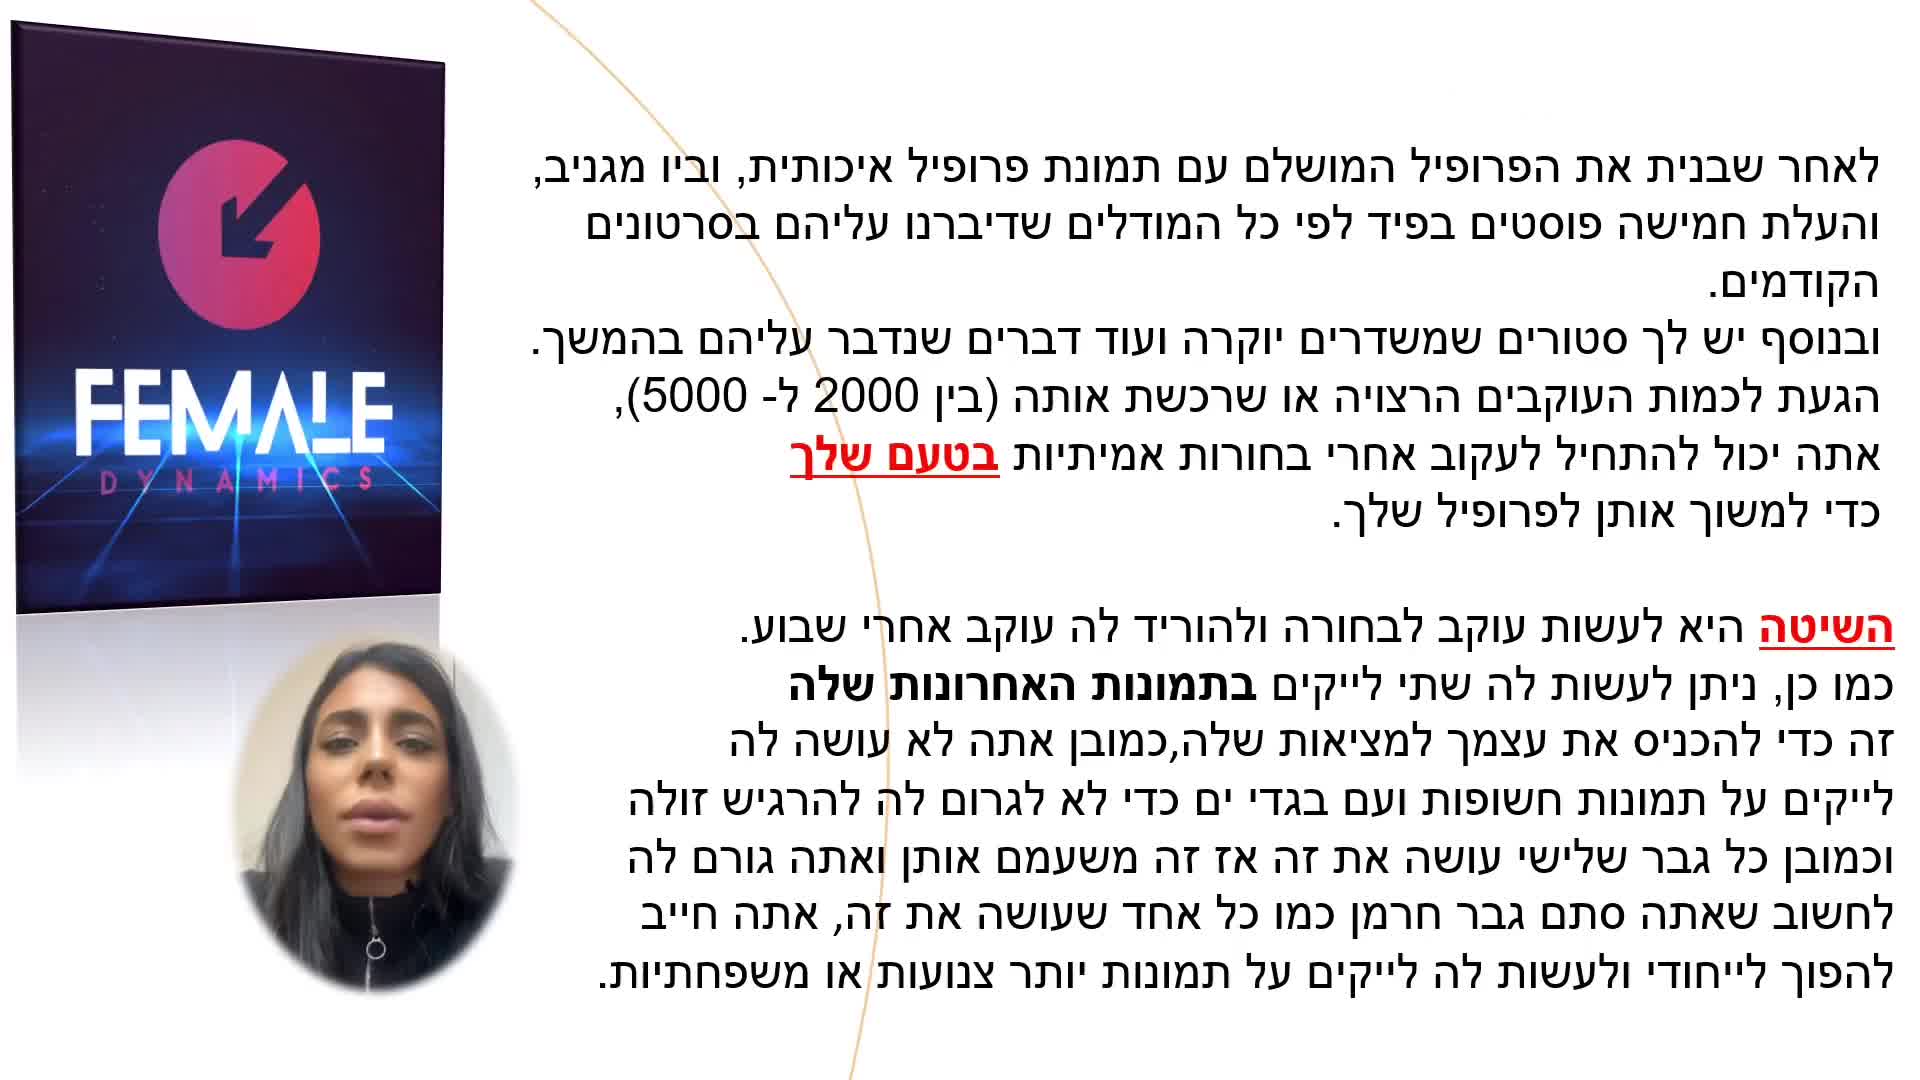 FEMALE
DYNAMICS
לאחר שבנית את הפרופיל המושלם עם תמונת פרופיל איכותית, וביו מגניב,
והעלת חמישה פוסטים בפיד לפי כל המודלים שדיברנו עליהם בסרטונים
הקודמים.
ובנוסף יש לך סטורים שמשדרים יוקרה ועוד דברים שנדבר עליהם בהמשך.
הגעת לכמות העוקבים הרצויה או שרכשת אותה (בין 2000 ל- 5000),
אתה יכול להתחיל לעקוב אחרי בחורות אמיתיות בטעם שלך
כדי למשוך אותן לפרופיל שלך.
השיטה היא לעשות עוקב לבחורה ולהוריד לה עוקב אחרי שבוע.
כמו כן, ניתן לעשות לה שתי לייקים בתמונות האחרונות שלה
זה כדי להכניס את עצמך למציאות שלה,כמובן אתה לא עושה לה
לייקים על תמונות חשופות ועם בגדי ים כדי לא לגרום לה להרגיש זולה
וכמובן כל גבר שלישי עושה את זה אז זה משעמם אותן ואתה גורם לה
לחשוב שאתה סתם גבר חרמן כמו כל אחד שעושה את זה, אתה חייב
להפוך לייחודי ולעשות לה לייקים על תמונות יותר צנועות או משפחתיות.